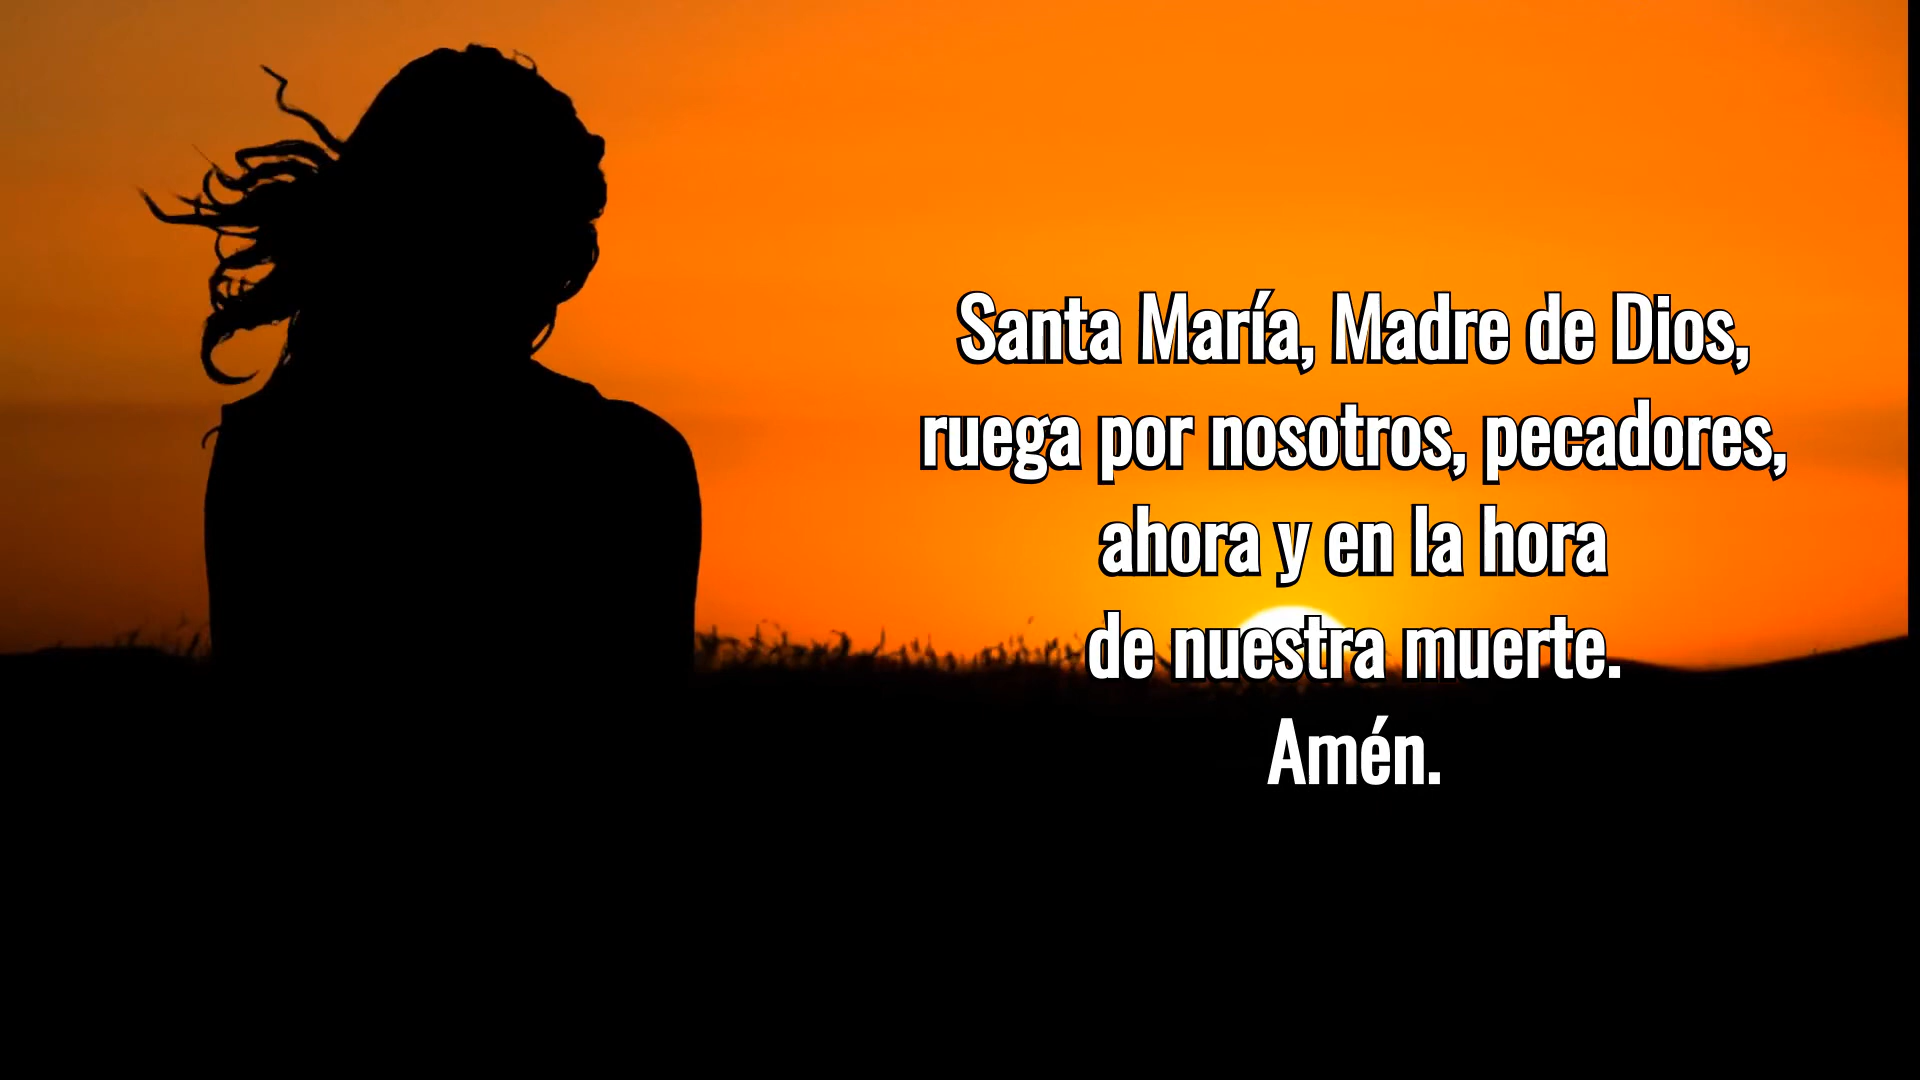 Santa María, Madre de Dios,
ruega por nosotros, pecadores,
ahora y en la hora
de nuestra muerte.
Amén.